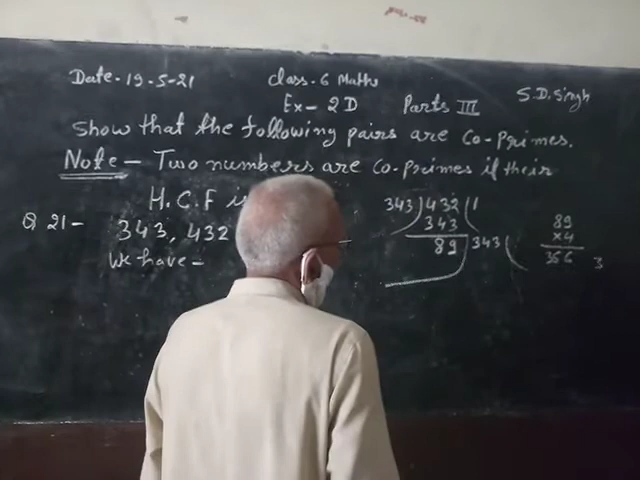 Date - 19-5-21 Class - 6 Maths S.D. Singh
Ex - 2D Parts III
Show that the following pairs are Co-primes.
Note - Two numbers are co-primes if their
H.C.F
Q 21 - 343, 432
We have -
343)432(1
343
89)343(
89
×4
356 3